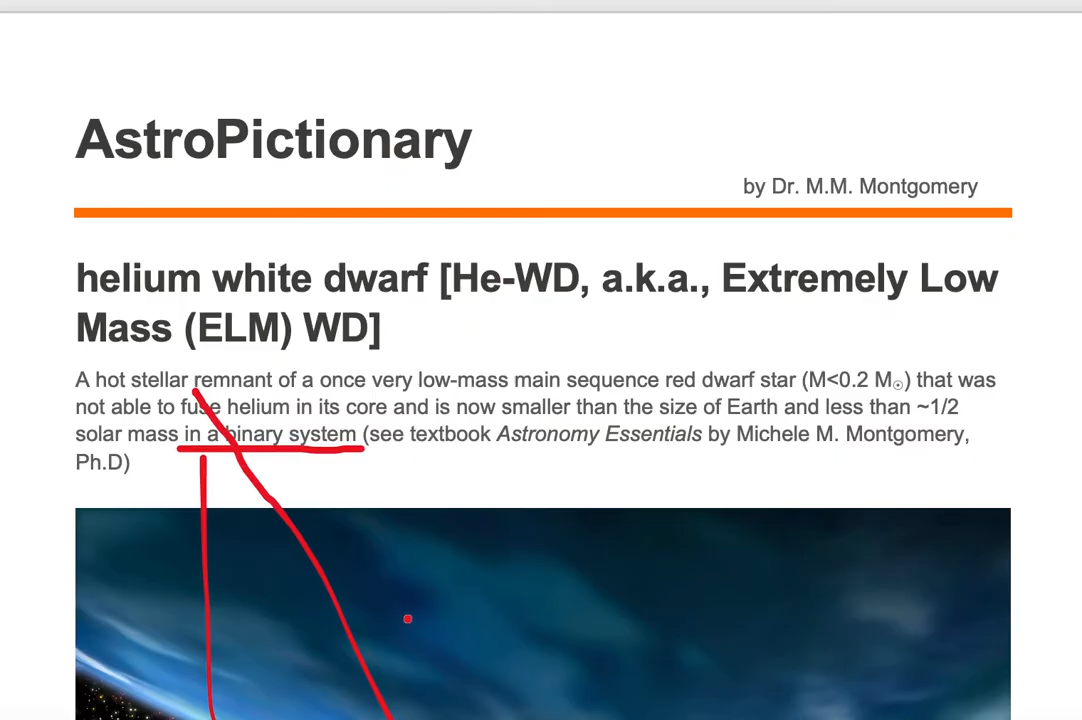 AstroPictionary
by Dr. M.M. Montgomery
helium white dwarf [He-WD, a.k.a., Extremely Low
Mass (ELM) WD]
A hot stellar remnant of a once very low-mass main sequence red dwarf star (M<0.2 M☉) that was
not able to fuse helium in its core and is now smaller than the size of Earth and less than ~1/2
solar mass in a binary system (see textbook Astronomy Essentials by Michele M. Montgomery,
Ph.D)